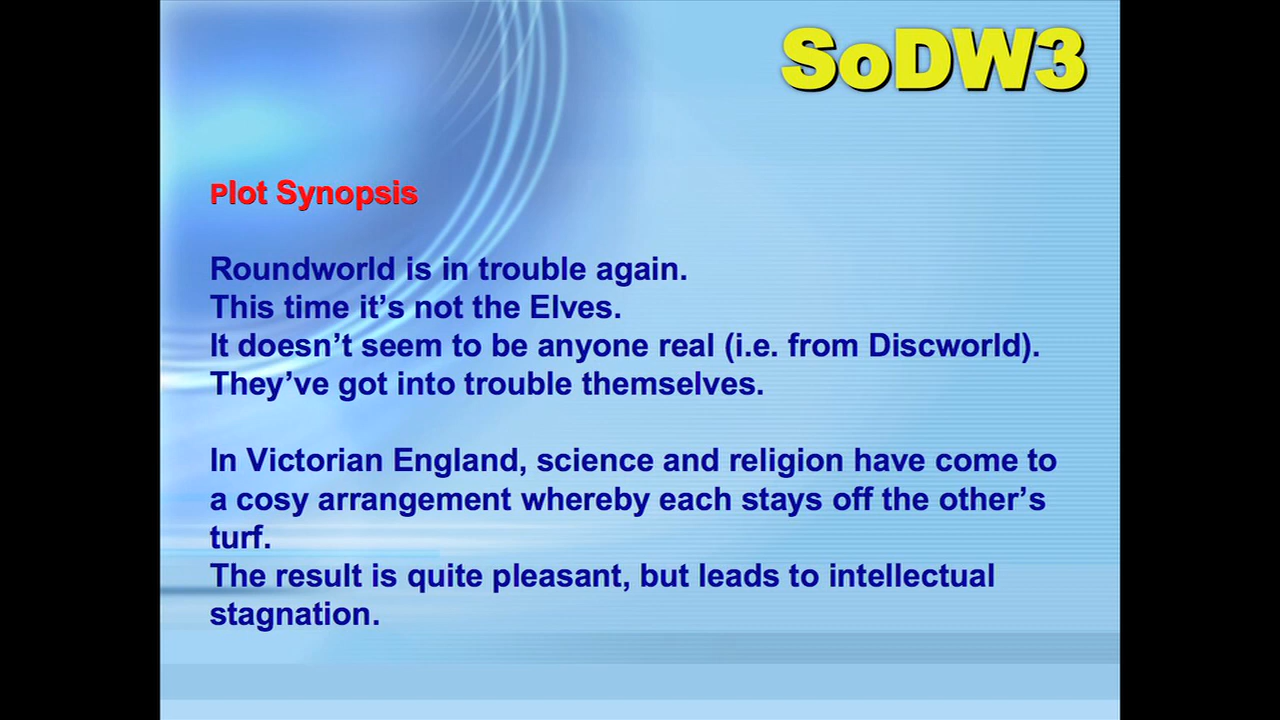 SoDW3
Plot Synopsis
Roundworld is in trouble again.
This time it’s not the Elves.
It doesn’t seem to be anyone real (i.e. from Discworld).
They’ve got into trouble themselves.
In Victorian England, science and religion have come to
a cosy arrangement whereby each stays off the other’s
turf.
The result is quite pleasant, but leads to intellectual
stagnation.